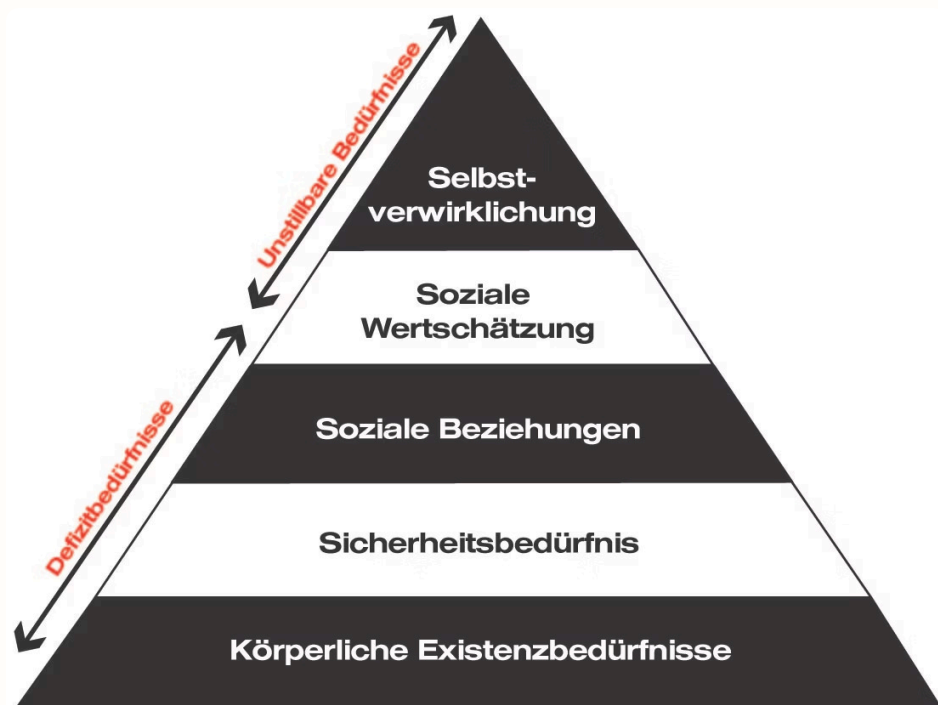 Unstillbare Bedürfnisse
Selbst-
verwirklichung
Soziale
Wertschätzung
Defizitbedürfnisse
Soziale Beziehungen
Sicherheitsbedürfnis
Körperliche Existenzbedürfnisse